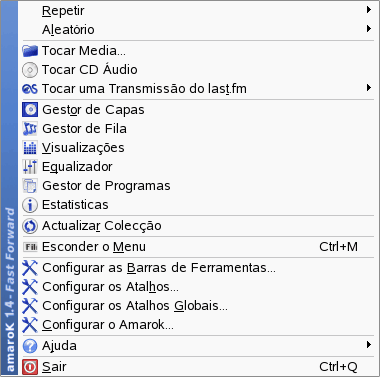 Repetir
Aleatório
Tocar Media...
Tocar CD Áudio
Tocar uma Transmissão do last.fm
Gestor de Capas
Gestor de Fila
Visualizações
Equalizador
Gestor de Programas
Estatísticas
Actualizar Colecção
Esconder o Menu Ctrl+M
Configurar as Barras de Ferramentas...
Configurar os Atalhos...
Configurar os Atalhos Globais...
Configurar o Amarok...
Ajuda
Sair Ctrl+Q
amaroK 1.4 - Fast Forward